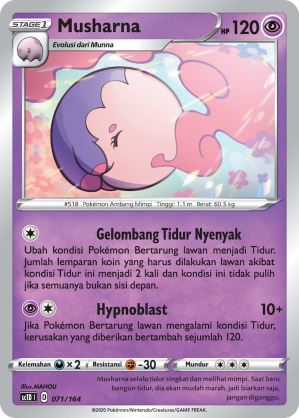 STAGE 1
Musharna
HP 120
Evolusi dari Munna
#518 Pokémon Ambang Mimpi Tinggi: 1.1 m Berat: 60.5 kg
Gelombang Tidur Nyenyak
Ubah kondisi Pokémon Bertarung lawan menjadi Tidur.
Jumlah lemparan koin yang harus dilakukan lawan akibat
kondisi Tidur ini menjadi 2 kali dan kondisi ini tidak pulih
jika semuanya bukan sisi depan.
Hypnoblast 10+
Jika kondisi Pokémon Bertarung lawan adalah Tidur,
kerusakan yang diberikan bertambah sejumlah 120.
Kelemahan ×2 Resistansi -30 Mundur
Illus. NAHOU
SC1D I D 071/164
Musharna selalu tidur singkat dan melihat mimpi. Saat baru
bangun tidur, dia akan mudah marah, jadi harap
jangan diganggu.
©2020 Pokémon/Nintendo/Creatures/GAME FREAK.